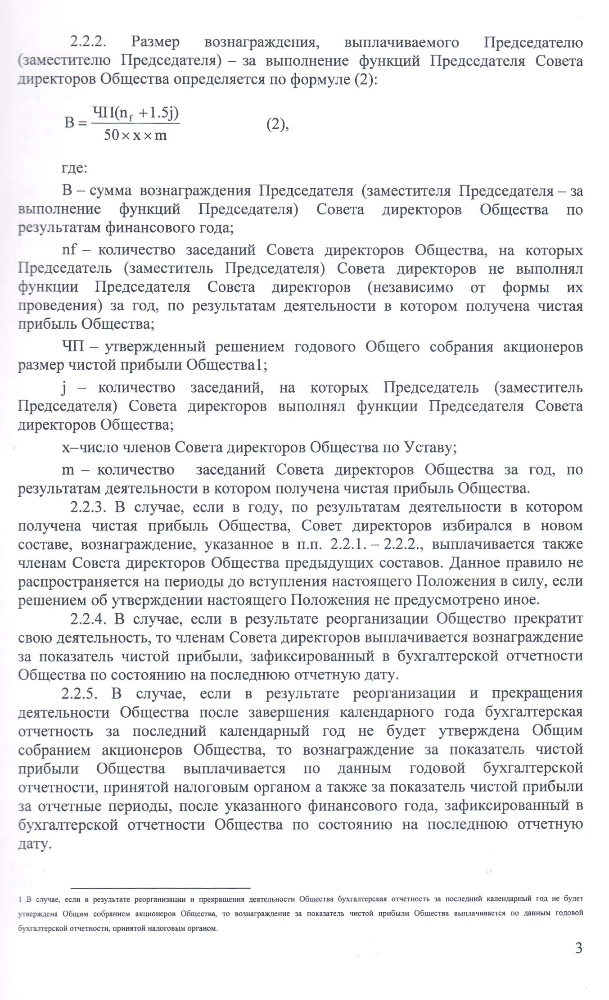 2.2.2. Размер вознаграждения, выплачиваемого Председателю
(заместителю Председателя) – за выполнение функций Председателя Совета
директоров Общества определяется по формуле (2):
B = ЧП(n_f +1.5j) / 50 × x × m (2),
где:
В – сумма вознаграждения Председателя (заместителя Председателя – за
выполнение функций Председателя) Совета директоров Общества по
результатам финансового года;
nf – количество заседаний Совета директоров Общества, на которых
Председатель (заместитель Председателя) Совета директоров не выполнял
функции Председателя Совета директоров (независимо от формы их
проведения) за год, по результатам деятельности в котором получена чистая
прибыль Общества;
ЧП – утвержденный решением годового Общего собрания акционеров
размер чистой прибыли Общества1;
j – количество заседаний, на которых Председатель (заместитель
Председателя) Совета директоров выполнял функции Председателя Совета
директоров Общества;
х–число членов Совета директоров Общества по Уставу;
m – количество заседаний Совета директоров Общества за год, по
результатам деятельности в котором получена чистая прибыль Общества.
2.2.3. В случае, если в году, по результатам деятельности в котором
получена чистая прибыль Общества, Совет директоров избирался в новом
составе, вознаграждение, указанное в п.п. 2.2.1. – 2.2.2., выплачивается также
членам Совета директоров Общества предыдущих составов. Данное правило не
распространяется на периоды до вступления настоящего Положения в силу, если
решением об утверждении настоящего Положения не предусмотрено иное.
2.2.4. В случае, если в результате реорганизации Общество прекратит
свою деятельность, то членам Совета директоров выплачивается вознаграждение
за показатель чистой прибыли, зафиксированный в бухгалтерской отчетности
Общества по состоянию на последнюю отчетную дату.
2.2.5. В случае, если в результате реорганизации и прекращения
деятельности Общества после завершения календарного года бухгалтерская
отчетность за последний календарный год не будет утверждена Общим
собранием акционеров Общества, то вознаграждение за показатель чистой
прибыли Общества выплачивается по данным годовой бухгалтерской
отчетности, принятой налоговым органом а также за показатель чистой прибыли
за отчетные периоды, после указанного финансового года, зафиксированный в
бухгалтерской отчетности Общества по состоянию на последнюю отчетную
дату.
1 В случае, если в результате реорганизации и прекращения деятельности Общества бухгалтерская отчетность за последний календарный год не будет
утверждена Общим собранием акционеров Общества, то вознаграждение за показатель чистой прибыли Общества выплачивается по данным годовой
бухгалтерской отчетности, принятой налоговым органом.
3